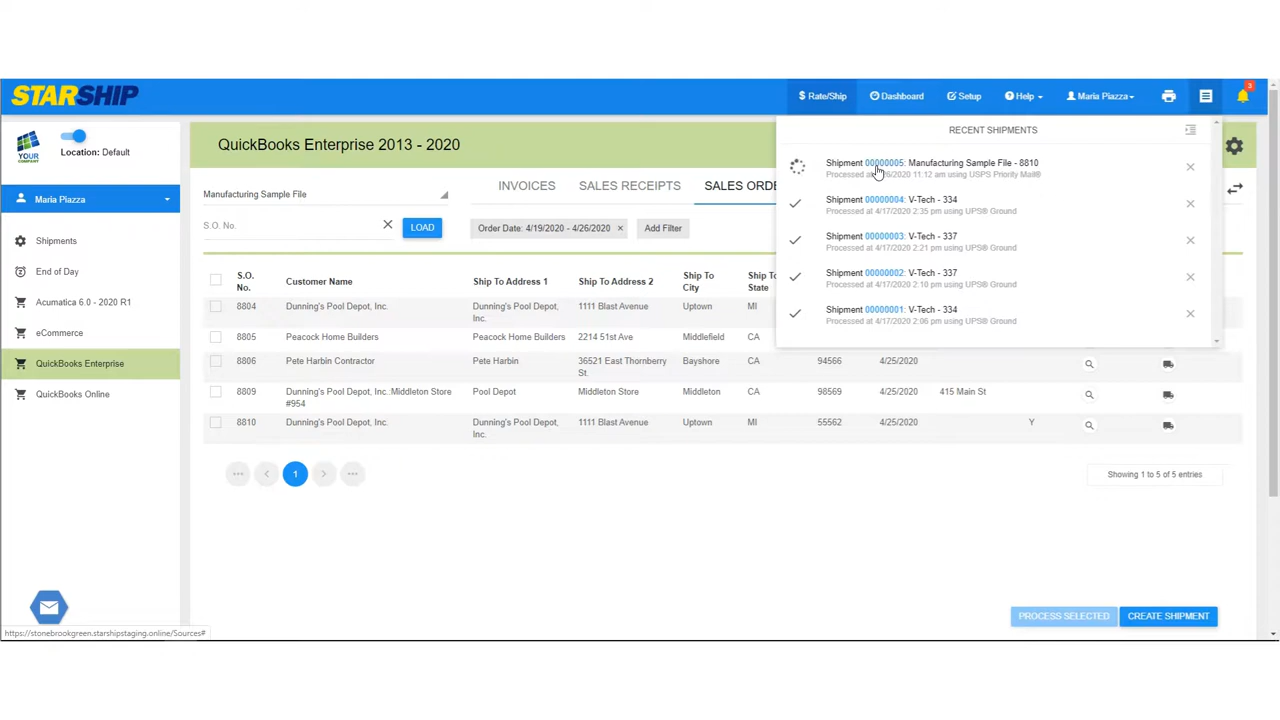 STARSHIP
Rate/Ship
Dashboard
Setup
Help
Maria Piazza
3
YOUR
COMPANY
Location: Default
Maria Piazza
Shipments
End of Day
Acumatica 6.0 - 2020 R1
eCommerce
QuickBooks Enterprise
QuickBooks Online
QuickBooks Enterprise 2013 - 2020
Manufacturing Sample File
INVOICES
SALES RECEIPTS
SALES ORDE
S.O. No.
LOAD
Order Date: 4/19/2020 - 4/26/2020
Add Filter
RECENT SHIPMENTS
Shipment 00000005: Manufacturing Sample File - 8810
Processed at 11:12 am using USPS Priority Mail®
Shipment 00000004: V-Tech - 334
Processed at 4/17/2020 2:35 pm using UPS® Ground
Shipment 00000003: V-Tech - 337
Processed at 4/17/2020 2:21 pm using UPS® Ground
Shipment 00000002: V-Tech - 337
Processed at 4/17/2020 2:10 pm using UPS® Ground
Shipment 00000001: V-Tech - 334
Processed at 4/17/2020 2:06 pm using UPS® Ground
S.O. No. Customer Name Ship To Address 1 Ship To Address 2 Ship To City Ship To State
8804 Dunning's Pool Depot, Inc. Dunning's Pool Depot, Inc. 1111 Blast Avenue Uptown MI
8805 Peacock Home Builders Peacock Home Builders 2214 51st Ave Middlefield CA
8806 Pete Harbin Contractor Pete Harbin 36521 East Thornberry St. Bayshore CA 94566 4/25/2020
8809 Dunning's Pool Depot, Inc.:Middleton Store #954 Pool Depot Middleton Store Middleton CA 98569 4/25/2020 415 Main St
8810 Dunning's Pool Depot, Inc. Dunning's Pool Depot, Inc. 1111 Blast Avenue Uptown MI 55562 4/25/2020 Y
1
Showing 1 to 5 of 5 entries
PROCESS SELECTED
CREATE SHIPMENT
https://stonebrookgreen.starshipstaging.online/Sources#